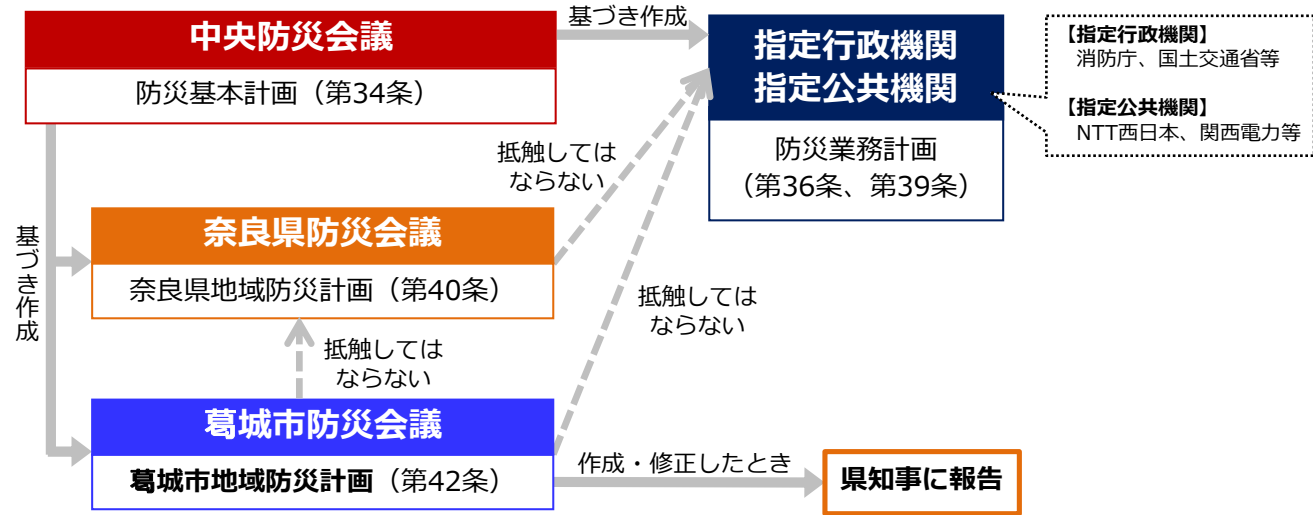 中央防災会議
防災基本計画（第34条）
基づき作成
指定行政機関
指定公共機関
防災業務計画
（第36条、第39条）
【指定行政機関】
消防庁、国土交通省等
【指定公共機関】
NTT西日本、関西電力等
基づき作成
抵触しては
ならない
奈良県防災会議
奈良県地域防災計画（第40条）
抵触しては
ならない
抵触しては
ならない
葛城市防災会議
葛城市地域防災計画（第42条）
作成・修正したとき
県知事に報告